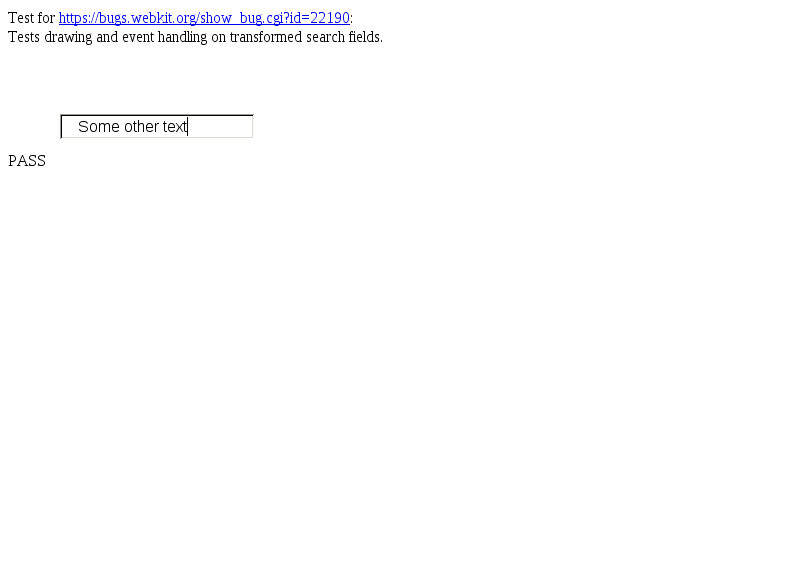 Test for https://bugs.webkit.org/show_bug.cgi?id=22190:
Tests drawing and event handling on transformed search fields.
Some other text
PASS